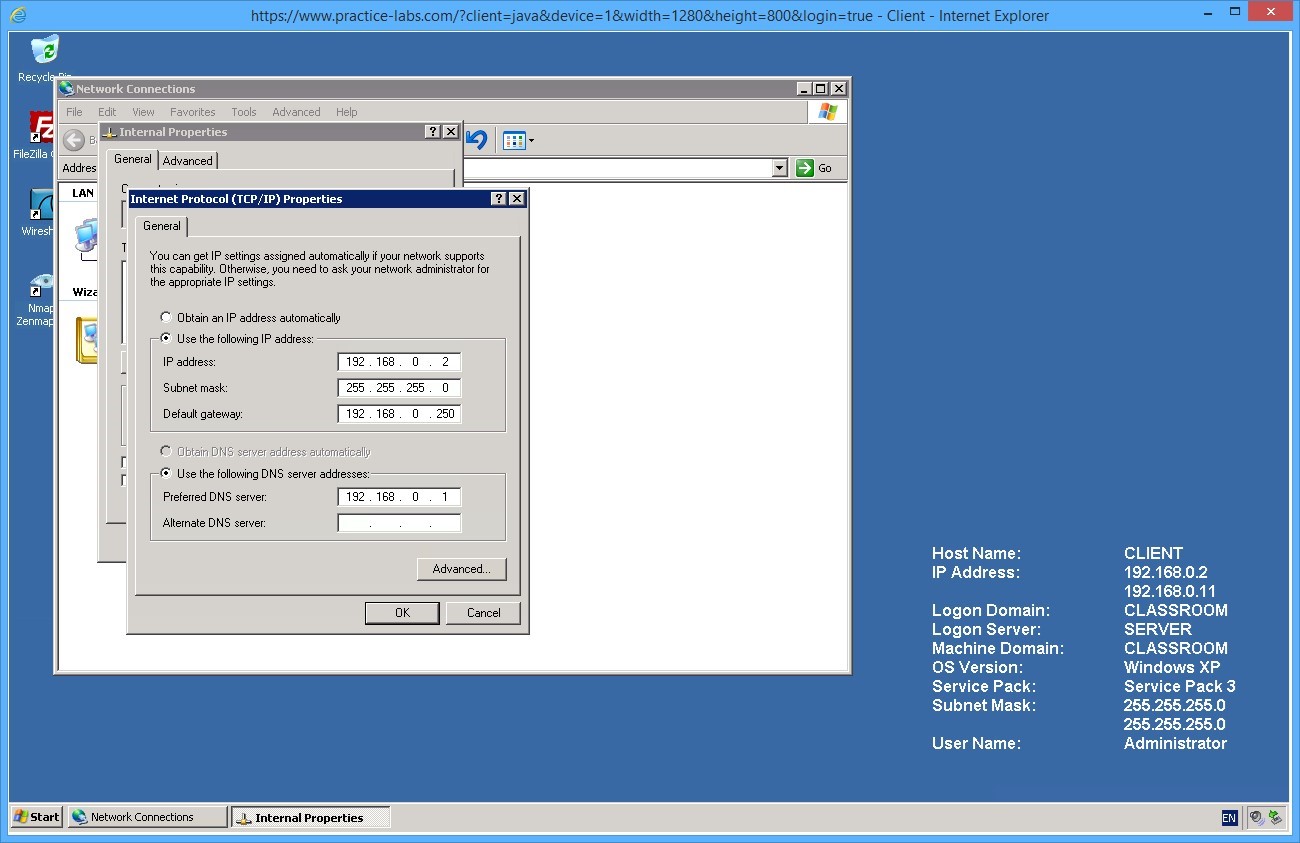 https://www.practice-labs.com/?client=java&device=1&width=1280&height=800&login=true - Client - Internet Explorer
Recycle
FileZilla
Nmap
Zenmap
Network Connections
File Edit View Favorites Tools Advanced Help
Go
LAN
Internal Properties
General Advanced
Internet Protocol (TCP/IP) Properties
General
You can get IP settings assigned automatically if your network supports
this capability. Otherwise, you need to ask your network administrator for
the appropriate IP settings.
Obtain an IP address automatically
Use the following IP address:
IP address: 192 . 168 . 0 . 2
Subnet mask: 255 . 255 . 255 . 0
Default gateway: 192 . 168 . 0 . 250
Obtain DNS server address automatically
Use the following DNS server addresses:
Preferred DNS server: 192 . 168 . 0 . 1
Alternate DNS server: . . .
Advanced...
OK Cancel
Host Name: CLIENT
IP Address: 192.168.0.2
192.168.0.11
Logon Domain: CLASSROOM
Logon Server: SERVER
Machine Domain: CLASSROOM
OS Version: Windows XP
Service Pack: Service Pack 3
Subnet Mask: 255.255.255.0
255.255.255.0
User Name: Administrator
Start Network Connections Internal Properties EN